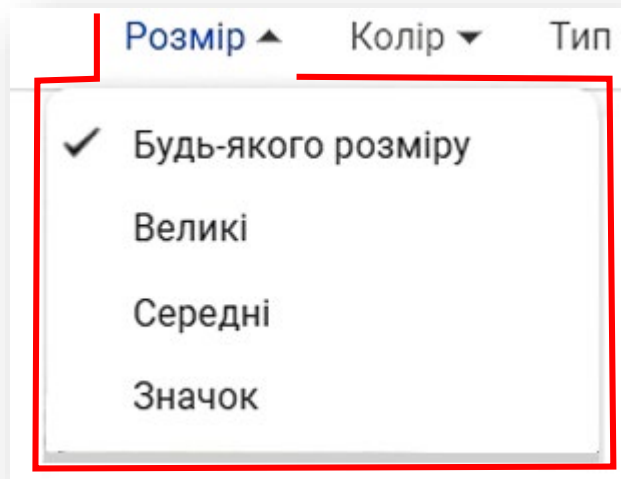 Розмір Колір Тип
Будь-якого розміру
Великі
Середні
Значок